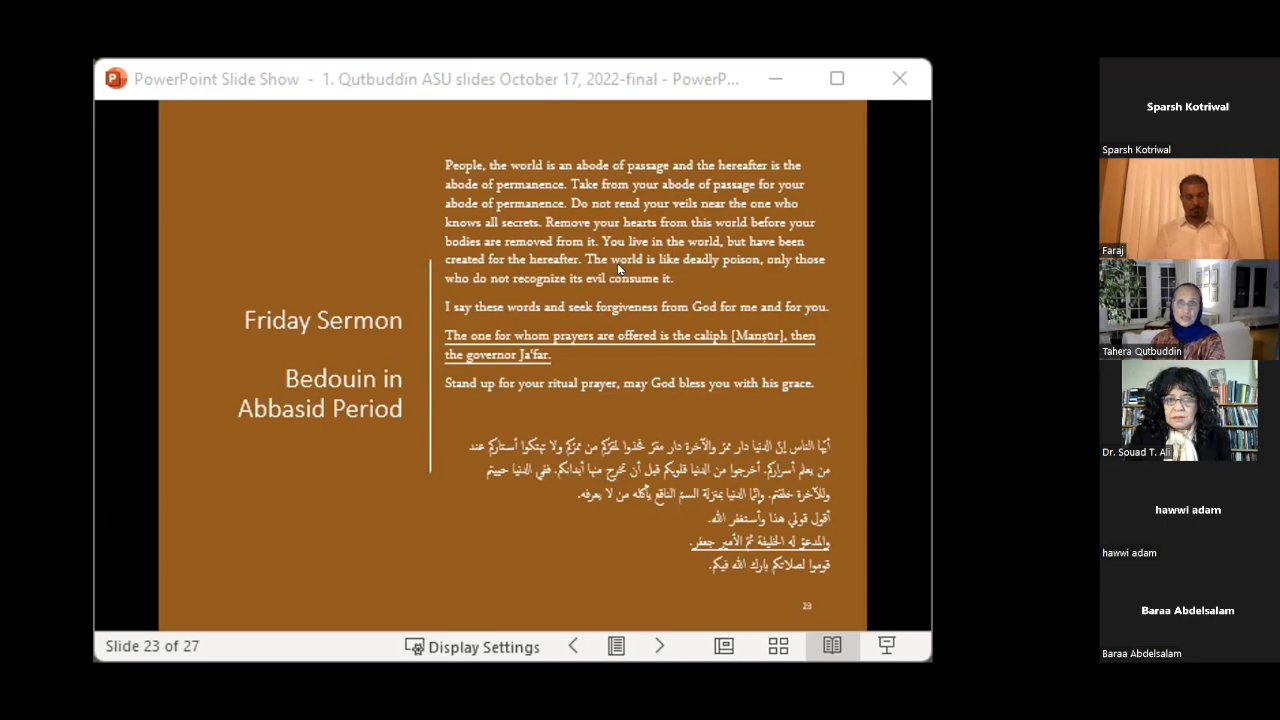 PowerPoint Slide Show - 1. Qutbuddin ASU slides October 17, 2022-final - PowerP...
People, the world is an abode of passage and the hereafter is the
abode of permanence. Take from your abode of passage for your
abode of permanence. Do not rend your veils near the one who
knows all secrets. Remove your hearts from this world before your
bodies are removed from it. You live in the world, but have been
created for the hereafter. The world is like deadly poison, only those
who do not recognize its evil consume it.
I say these words and seek forgiveness from God for me and for you.
The one for whom prayers are offered is the caliph [Manṣūr], then
the governor Jaʿfar.
Stand up for your ritual prayer, may God bless you with his grace.
Friday Sermon
Bedouin in
Abbasid Period
أيّها الناس إنّ الدنيا دار ممرّ والآخرة دار مقرّ فخذوا لمقرّكم من ممرّكم ولا تهتكوا أستاركم عند
من يعلم أسراركم. أخرجوا من الدنيا قلوبكم قبل أن تخرج منها أبدانكم. ففي الدنيا حييتم
وللآخرة خلقتم. وإنّما الدنيا بمنزلة السمّ الناقع يأكله من لا يعرفه.
أقول قولي هذا وأستغفر الله.
والمدعوّ له الخليفة ثمّ الأمير جعفر.
قوموا لصلاتكم بارك الله فيكم.
23
Slide 23 of 27
Display Settings
Sparsh Kotriwal
Sparsh Kotriwal
Faraj
Tahera Qutbuddin
Dr. Souad T. Ali
hawwi adam
hawwi adam
Baraa Abdelsalam
Baraa Abdelsalam